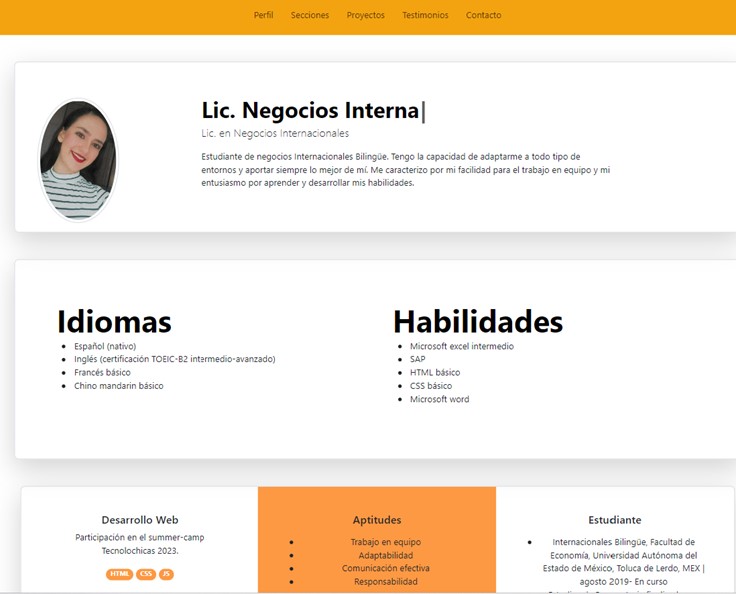 Perfil Secciones Proyectos Testimonios Contacto
Lic. Negocios Interna|
Lic. en Negocios Internacionales
Estudiante de negocios Internacionales Bilingüe. Tengo la capacidad de adaptarme a todo tipo de
entornos y aportar siempre lo mejor de mí. Me caracterizo por mi facilidad para el trabajo en equipo y mi
entusiasmo por aprender y desarrollar mis habilidades.
Idiomas
Español (nativo)
Inglés (certificación TOEIC-B2 intermedio-avanzado)
Francés básico
Chino mandarin básico
Habilidades
Microsoft excel intermedio
SAP
HTML básico
CSS básico
Microsoft word
Desarrollo Web
Participación en el summer-camp
Tecnolochicas 2023.
HTML CSS JS
Aptitudes
Trabajo en equipo
Adaptabilidad
Comunicación efectiva
Responsabilidad
Estudiante
Internacionales Bilingüe, Facultad de
Economía, Universidad Autónoma del
Estado de México, Toluca de Lerdo, MEX |
agosto 2019- En curso